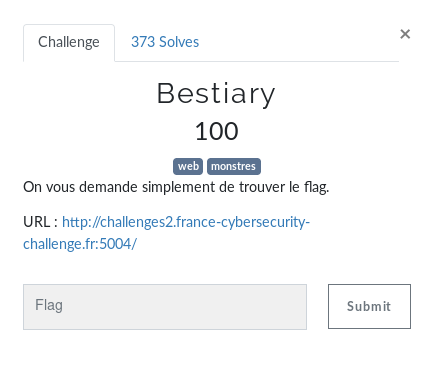 Challenge
373 Solves
×
Bestiary
100
web monstres
On vous demande simplement de trouver le flag.
URL : http://challenges2.france-cybersecurity-
challenge.fr:5004/
Flag
Submit